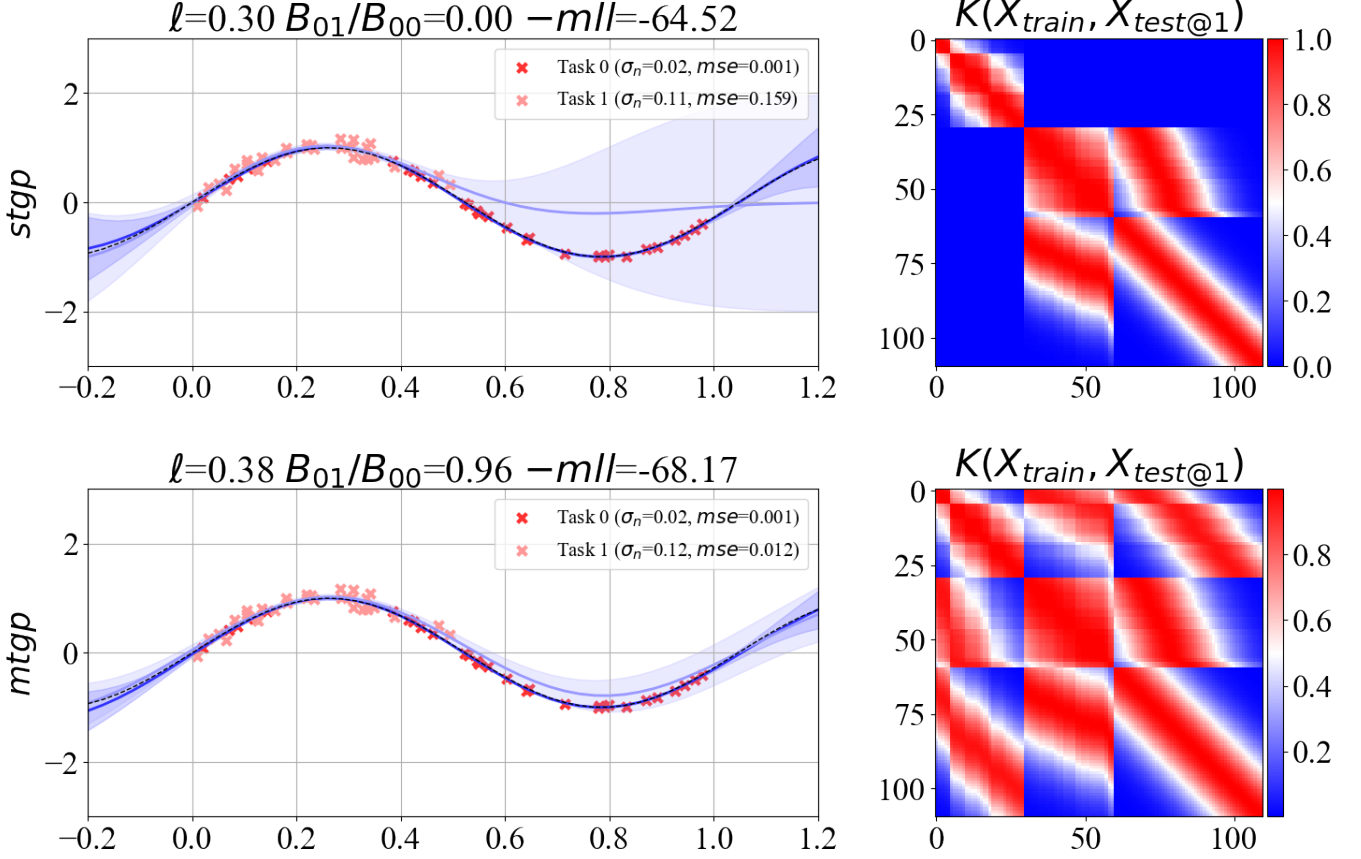 ℓ=0.30 B₀₁/B₀₀=0.00 −mll=-64.52
K(X_train, X_test@1)
Task 0 (σₙ=0.02, mse=0.001)
Task 1 (σₙ=0.11, mse=0.159)
stgp
2
0
−2
−0.2 0.0 0.2 0.4 0.6 0.8 1.0 1.2
0
25
50
75
100
0 50 100
1.0
0.8
0.6
0.4
0.2
0.0
ℓ=0.38 B₀₁/B₀₀=0.96 −mll=-68.17
K(X_train, X_test@1)
Task 0 (σₙ=0.02, mse=0.001)
Task 1 (σₙ=0.12, mse=0.012)
mtgp
2
0
−2
−0.2 0.0 0.2 0.4 0.6 0.8 1.0 1.2
0
25
50
75
100
0 50 100
0.8
0.6
0.4
0.2